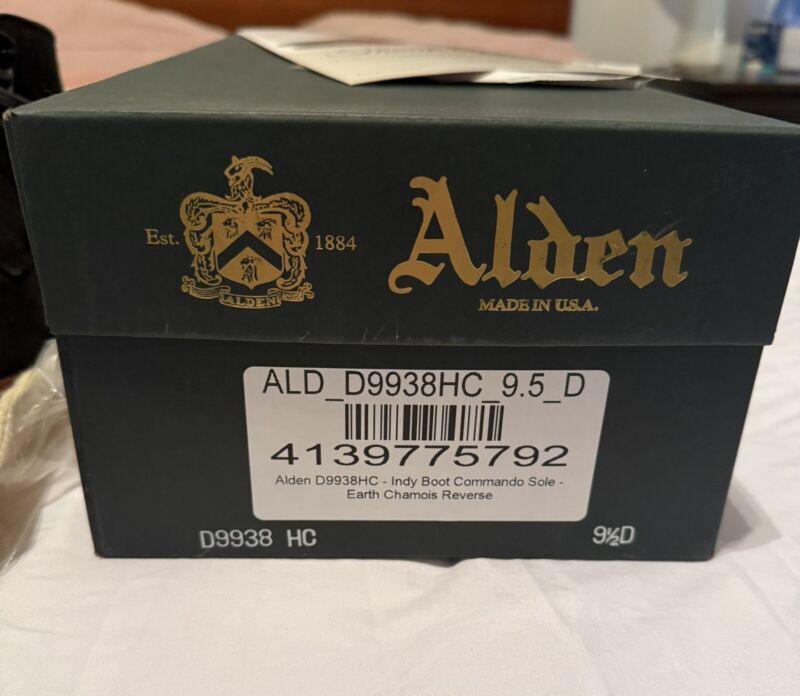 Est.
1884
ALDEN
Alden
MADE IN U.S.A.
ALD_D9938HC_9.5_D
4139775792
Alden D9938HC - Indy Boot Commando Sole -
Earth Chamois Reverse
D9938 HC
9½D